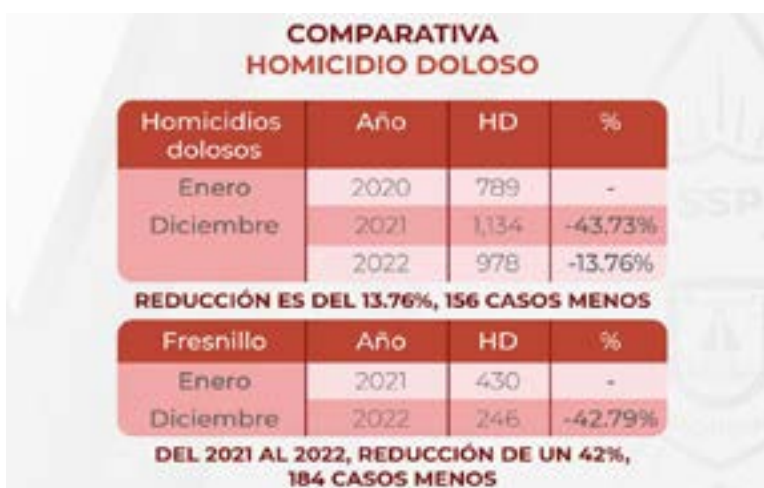 COMPARATIVA
HOMICIDIO DOLOSO
Homicidios dolosos Año HD %
Enero 2020 789 -
Diciembre 2021 1,134 -43.73%
2022 978 -13.76%
REDUCCIÓN ES DEL 13.76%, 156 CASOS MENOS
Fresnillo Año HD %
Enero 2021 430 -
Diciembre 2022 246 -42.79%
DEL 2021 AL 2022, REDUCCIÓN DE UN 42%,
184 CASOS MENOS
SSP